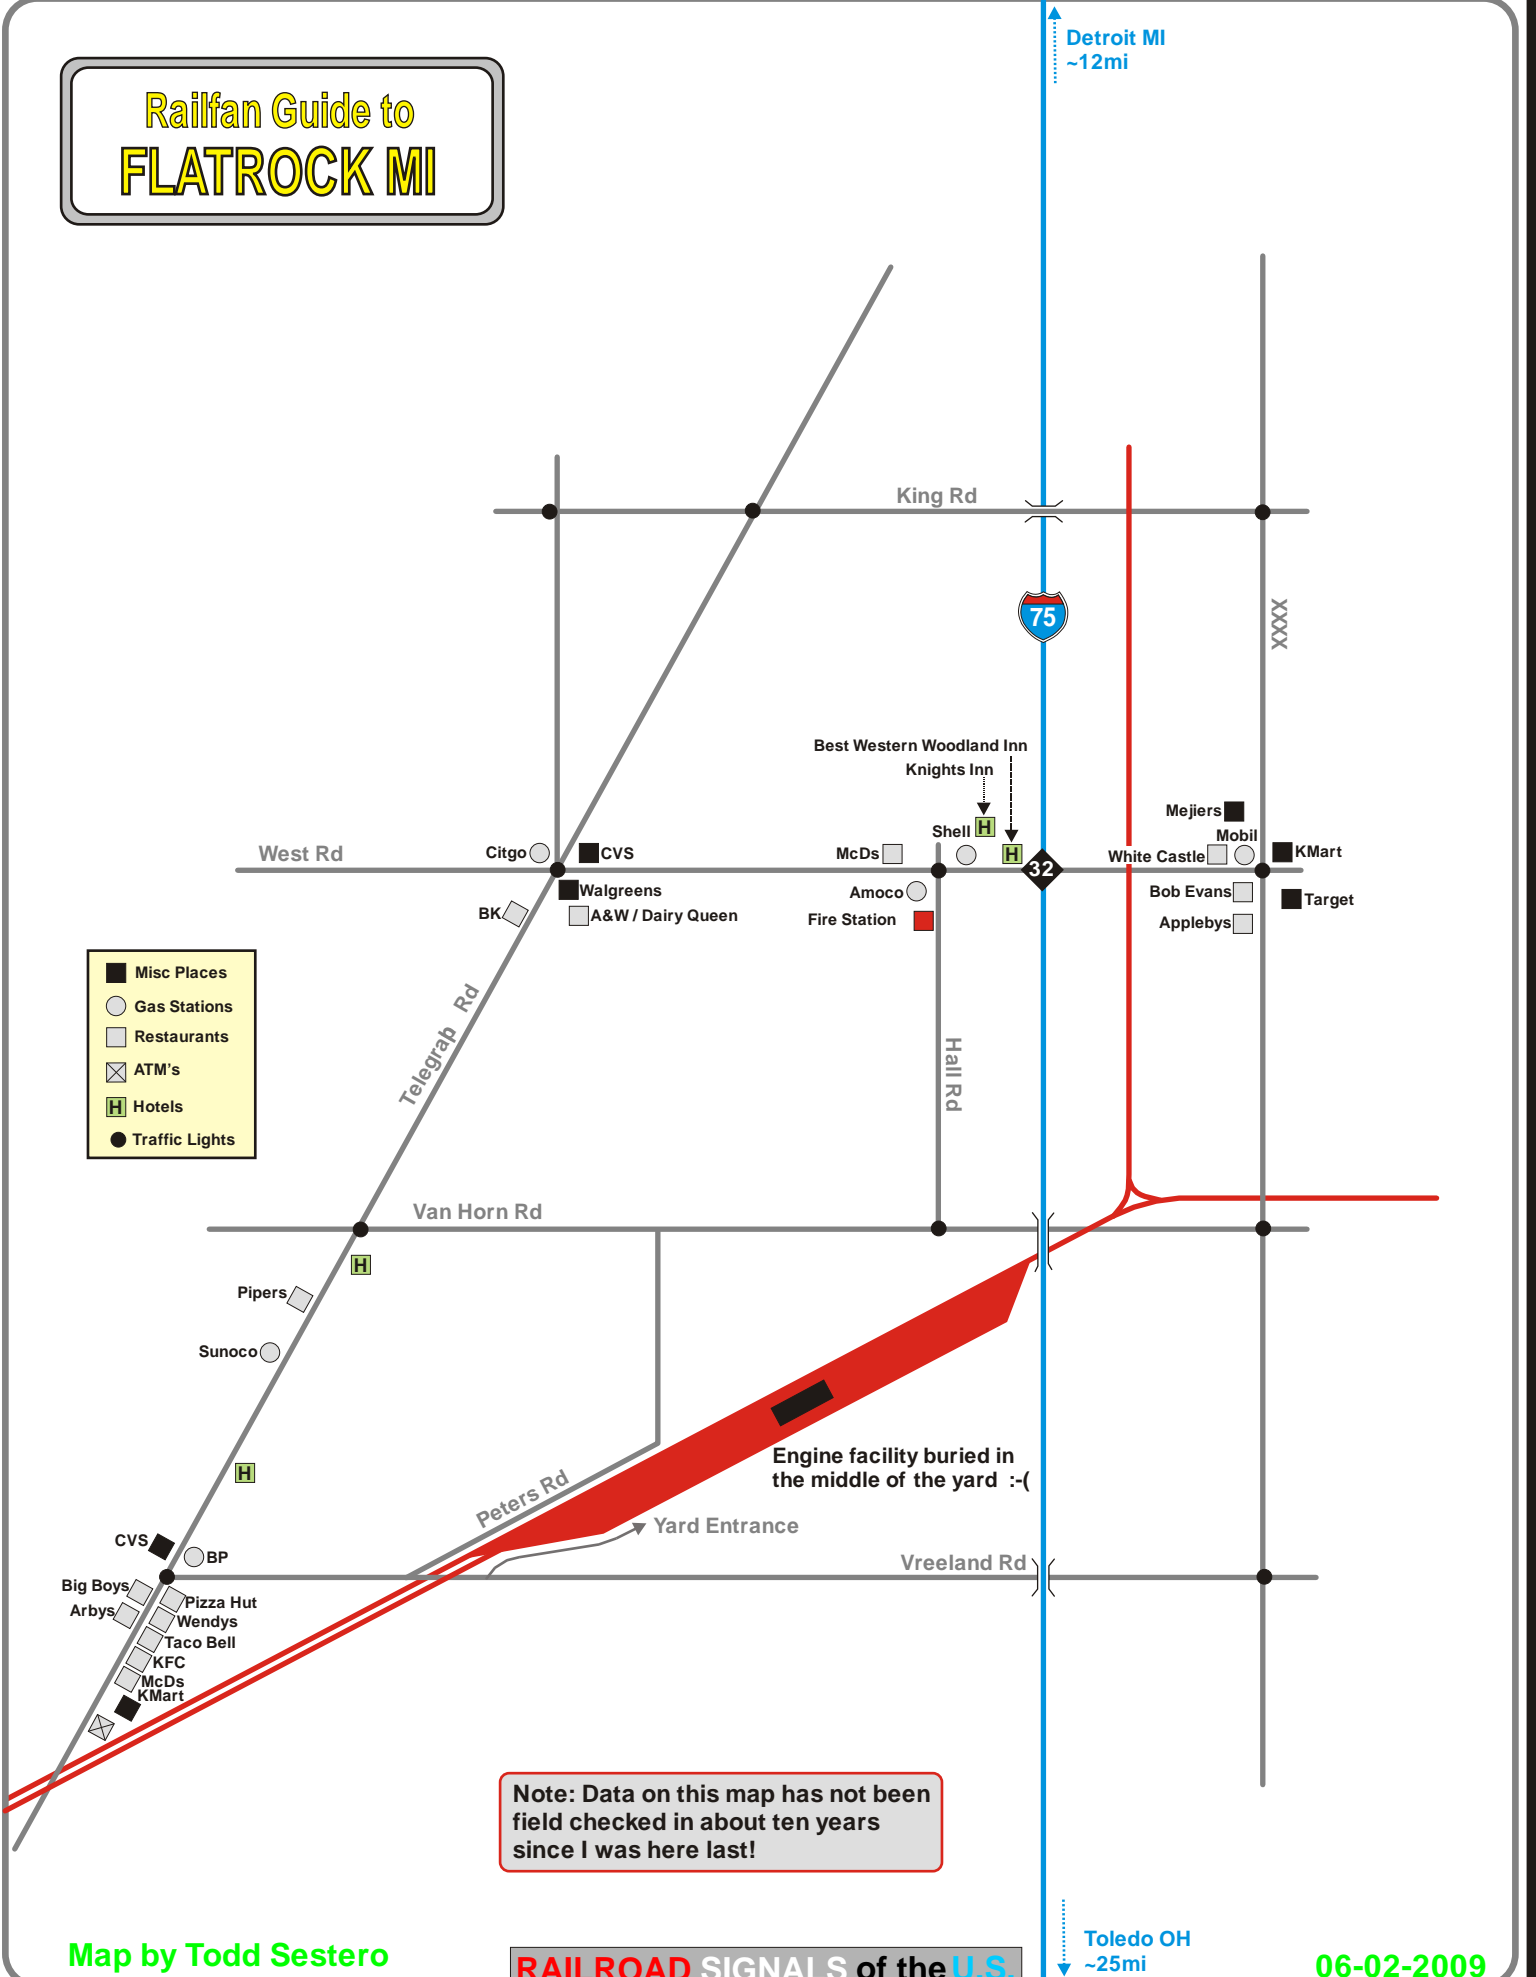 Detroit MI
~12mi
Railfan Guide to
FLATROCK MI
King Rd
75
XXXX
Best Western Woodland Inn
Knights Inn
Mejiers
Shell
H
Mobil
West Rd
Citgo
CVS
McDs
H
White Castle
KMart
32
Walgreens
Amoco
Bob Evans
Target
BK
A&W / Dairy Queen
Fire Station
Applebys
Misc Places
Gas Stations
Restaurants
ATM's
H Hotels
Traffic Lights
Telegrap Rd
Hall Rd
Van Horn Rd
H
Pipers
Sunoco
H
Engine facility buried in
the middle of the yard :-(
Peters Rd
Yard Entrance
CVS
BP
Vreeland Rd
Big Boys
Pizza Hut
Arbys
Wendys
Taco Bell
KFC
McDs
KMart
Note: Data on this map has not been
field checked in about ten years
since I was here last!
Toledo OH
~25mi
Map by Todd Sestero
RAILROAD SIGNALS of the U.S.
06-02-2009